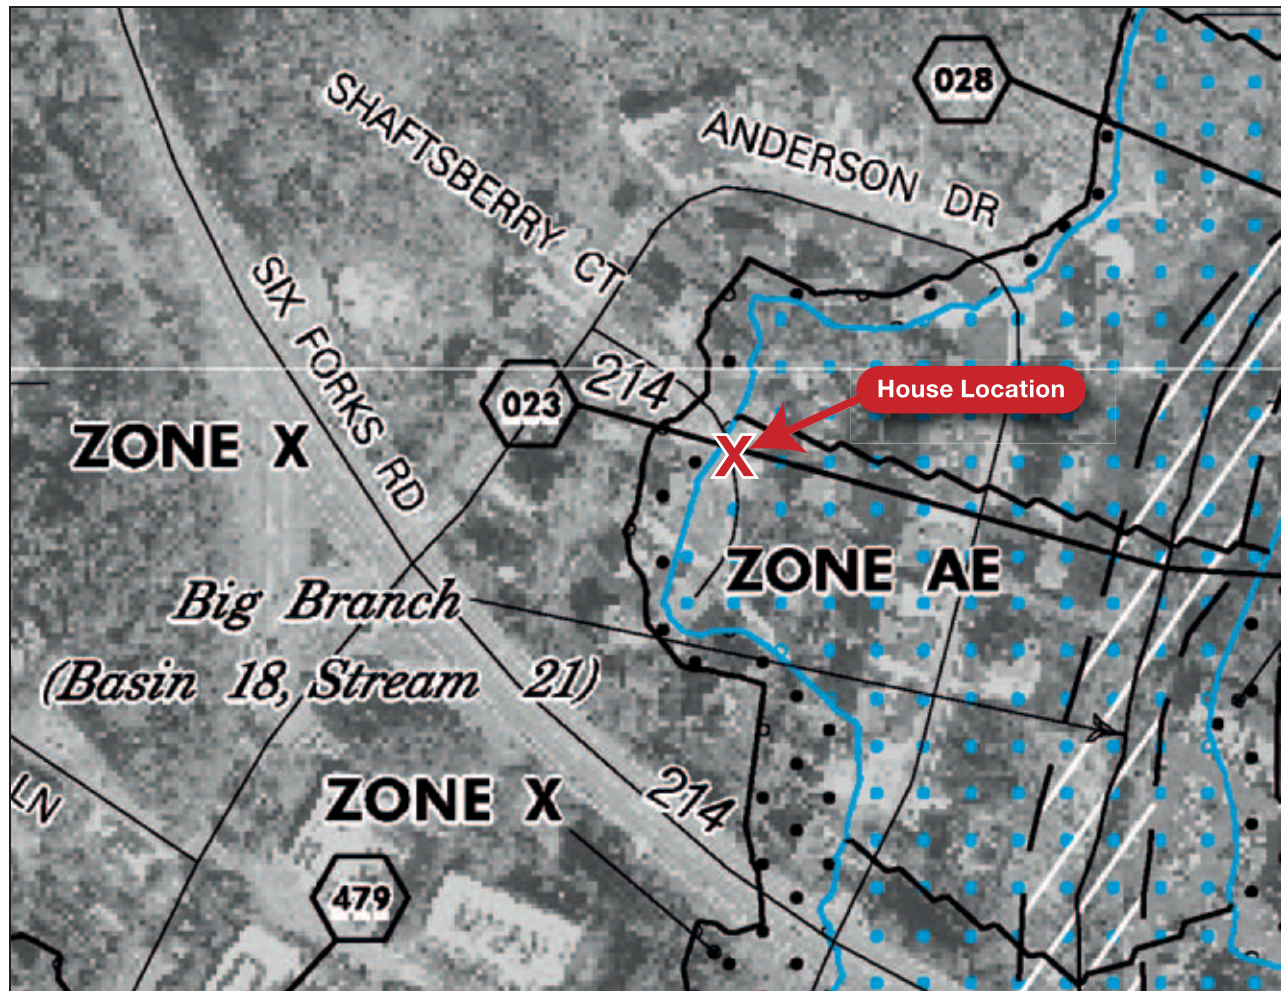 028
SHAFTSBERRY CT
ANDERSON DR
SIX FORKS RD
214
023
House Location
X
ZONE X
ZONE AE
Big Branch
(Basin 18, Stream 21)
ZONE X
214
LN
479